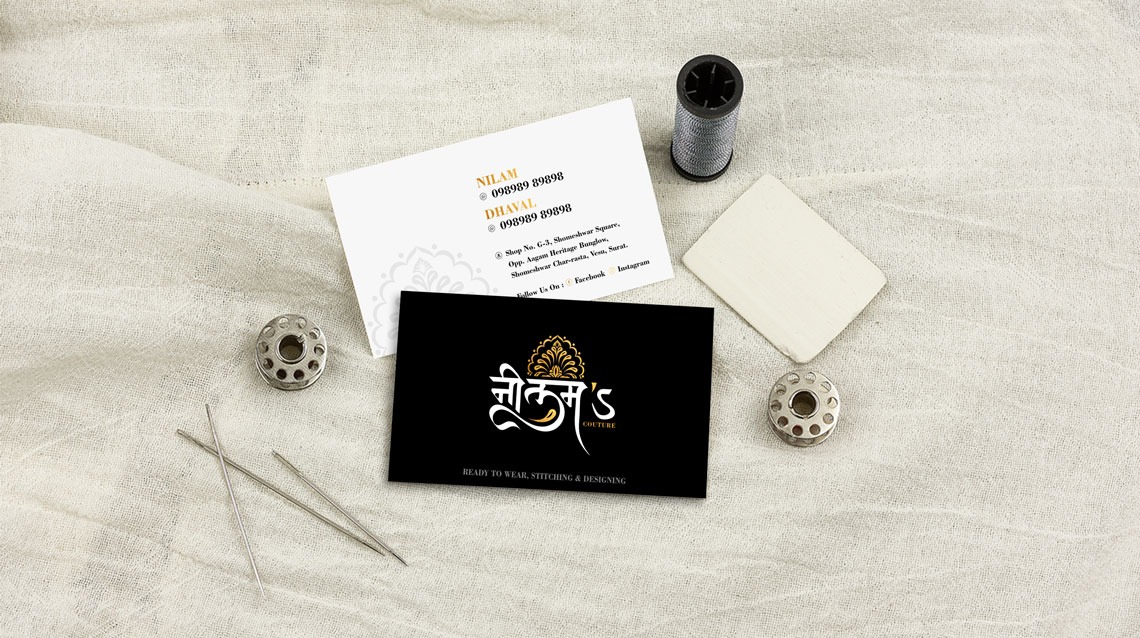 NILAM
098989 89898
DHAVAL
098989 89898
Shop No. G-3, Shomeshwar Square,
Opp. Aagam Heritage Bunglow,
Shomeshwar Char-rasta, Vesu, Surat.
Follow Us On : Facebook Instagram
नीलम's
COUTURE
READY TO WEAR, STITCHING & DESIGNING